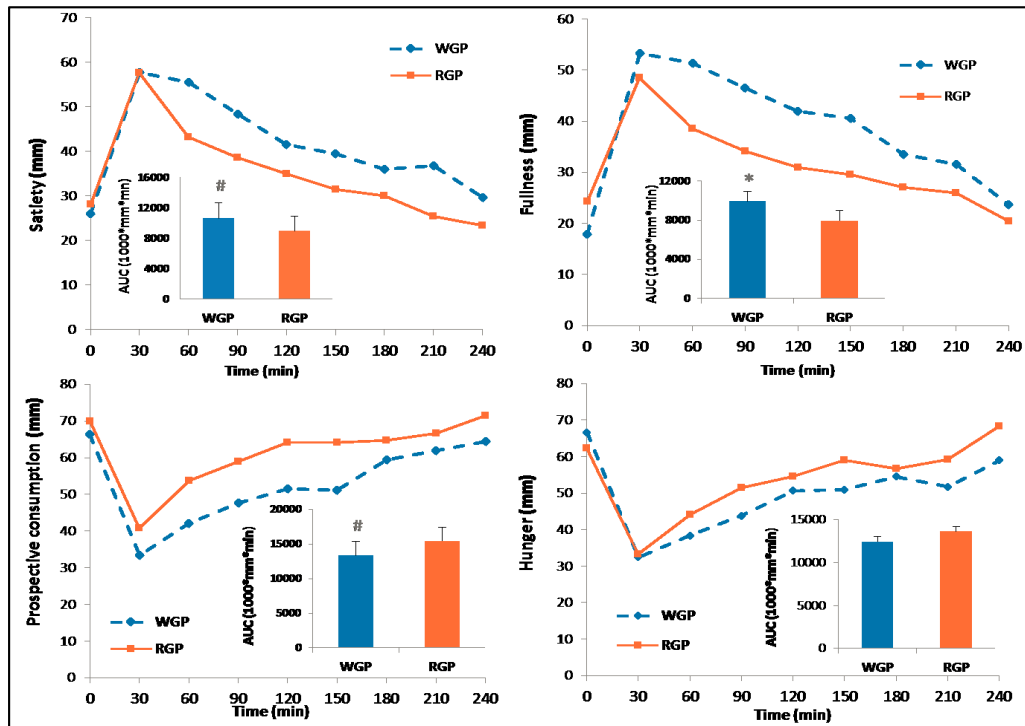 70
60
50
40
30
20
10
0
Satiety (mm)
WGP
RGP
16000
12000
8000
4000
0
AUC (1000*mm*mn)
#
WGP RGP
0 30 60 90 120 150 180 210 240
Time (min)
60
50
40
30
20
10
0
Fullness (mm)
WGP
RGP
12000
8000
4000
0
AUC (1000*mm*min)
*
WGP RGP
0 30 60 90 120 150 180 210 240
Time (min)
80
70
60
50
40
30
20
10
0
Prospective consumption (mm)
WGP
RGP
20000
15000
10000
5000
0
AUC (1000*mm*min)
#
WGP RGP
0 30 60 90 120 150 180 210 240
Time (min)
80
70
60
50
40
30
20
10
0
Hunger (mm)
WGP
RGP
15000
10000
5000
0
AUC (1000*mm*min)
WGP RGP
0 30 60 90 120 150 180 210 240
Time (min)